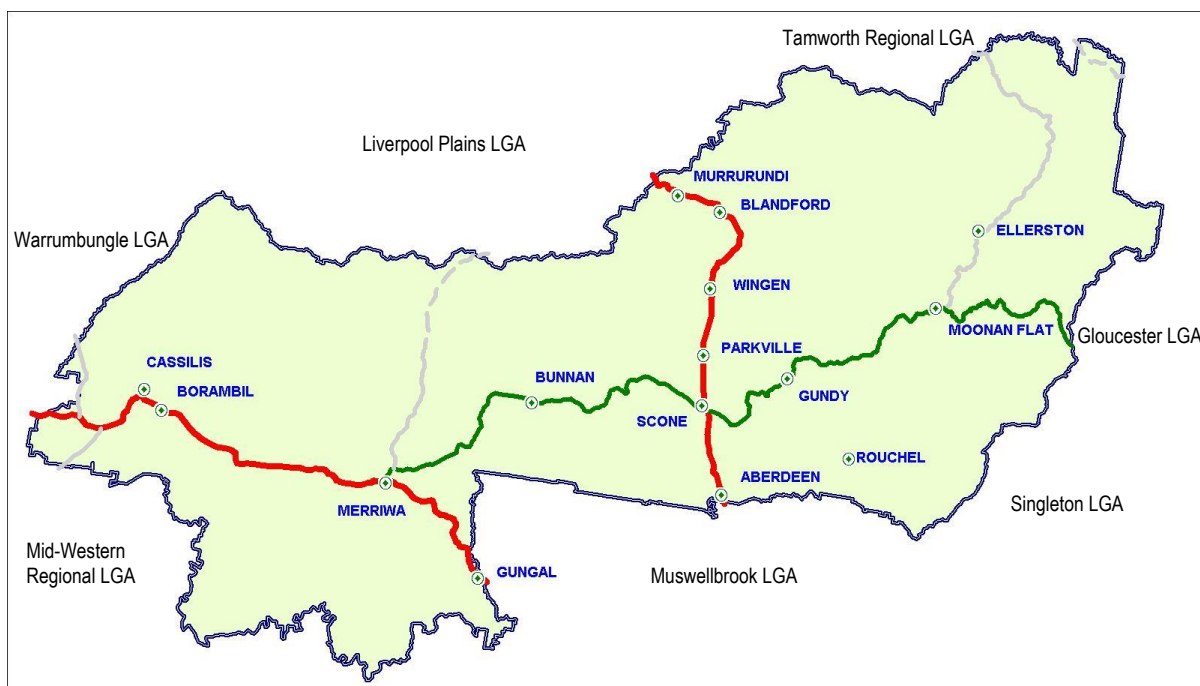 Tamworth Regional LGA
Liverpool Plains LGA
MURRURUNDI
BLANDFORD
ELLERSTON
Warrumbungle LGA
WINGEN
MOONAN FLAT
Gloucester LGA
PARKVILLE
CASSILIS
BORAMBIL
BUNNAN
GUNDY
SCONE
ROUCHEL
ABERDEEN
MERRIWA
Singleton LGA
Mid-Western
Regional LGA
GUNGAL
Muswellbrook LGA